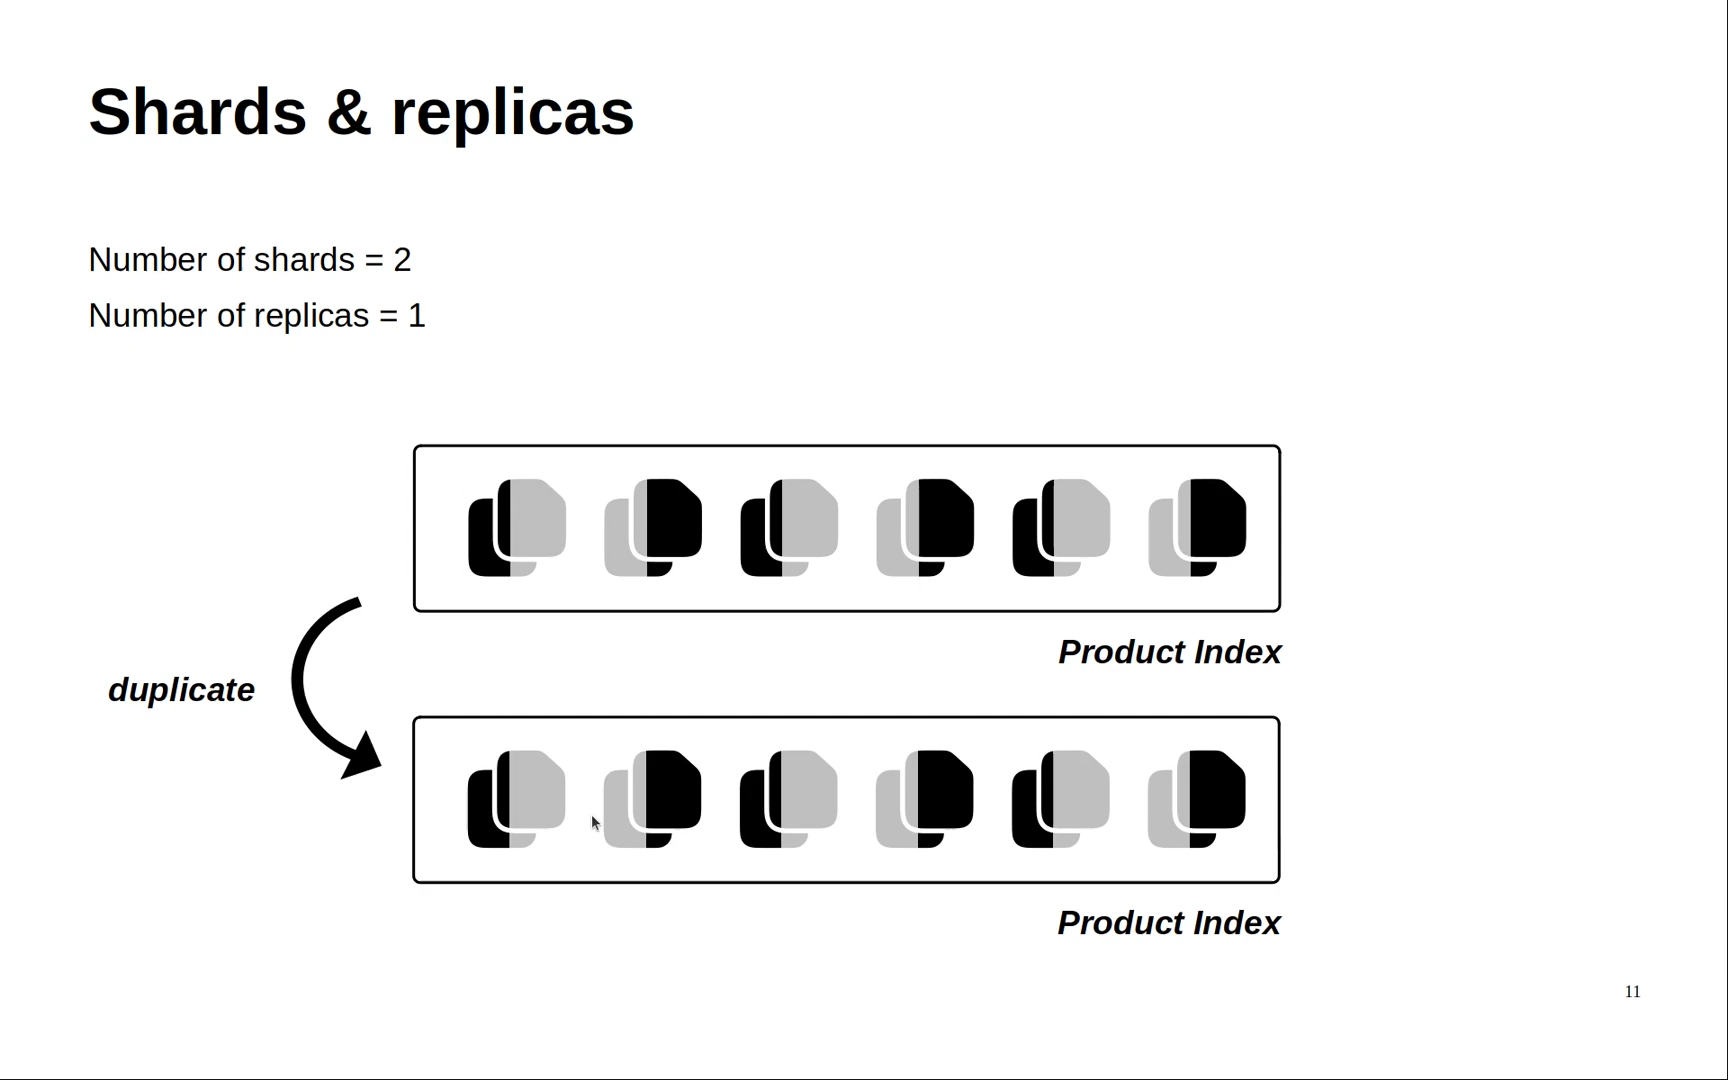 Shards & replicas
Number of shards = 2
Number of replicas = 1
Product Index
duplicate
Product Index
11